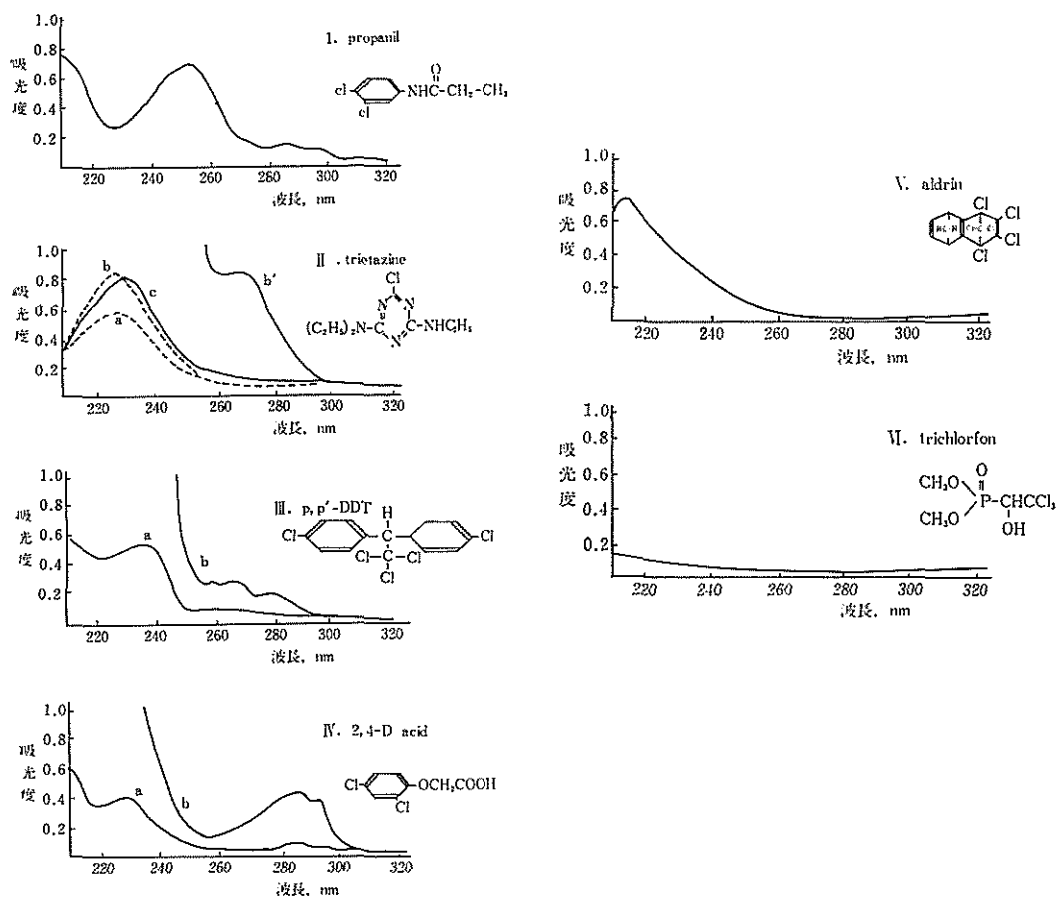 I. propanil
吸光度
1.0
0.8
0.6
0.4
0.2
220 240 260 280 300 320
波長, nm
cl
cl
NHC-CH₂-CH₃
O
II. trietazine
吸光度
1.0
0.8
0.6
0.4
0.2
b
c
a
b′
220 240 260 280 300 320
波長, nm
Cl
N N
(C₂H₅)₂N NHCH₃
N
III. p,p′-DDT
吸光度
1.0
0.8
0.6
0.4
0.2
a
b
220 240 260 280 300 320
波長, nm
H
Cl C Cl
Cl C Cl
Cl
IV. 2,4-D acid
吸光度
1.0
0.8
0.6
0.4
0.2
a
b
220 240 260 280 300 320
波長, nm
Cl OCH₂COOH
Cl
V. aldrin
吸光度
1.0
0.8
0.6
0.4
0.2
220 240 260 280 300 320
波長, nm
Cl
Cl
Cl
Cl
VI. trichlorfon
吸光度
1.0
0.8
0.6
0.4
0.2
220 240 260 280 300 320
波長, nm
CH₃O O
P-CHCCl₃
CH₃O OH